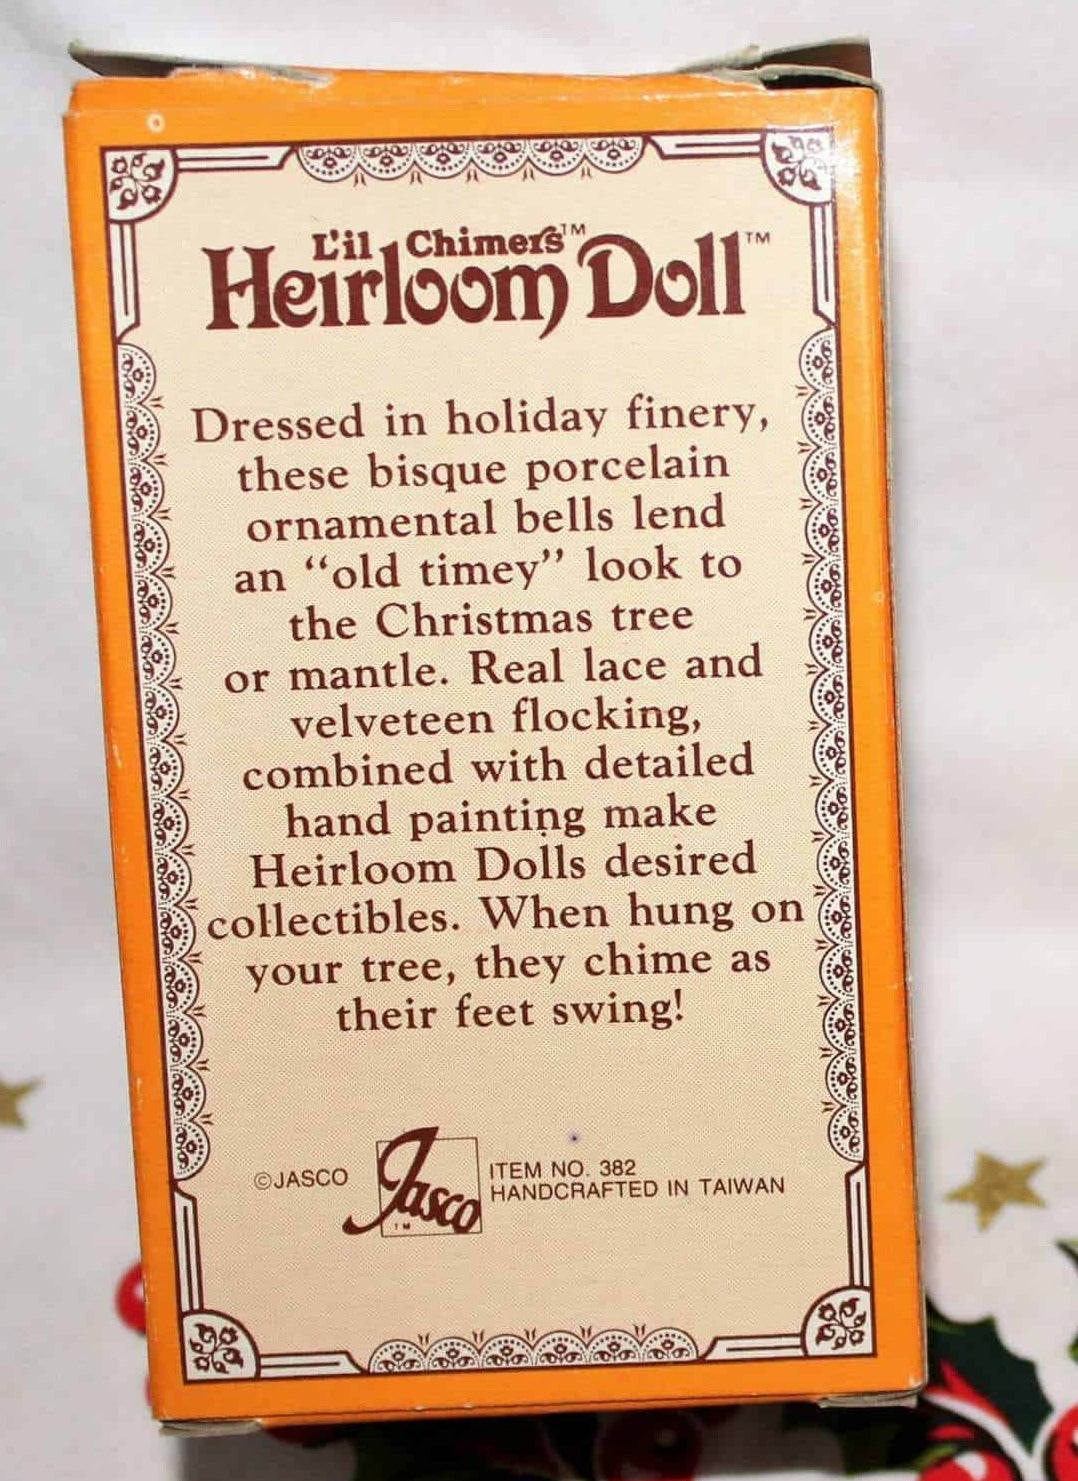 L'il Chimers™
Heirloom Doll™
Dressed in holiday finery,
these bisque porcelain
ornamental bells lend
an “old timey” look to
the Christmas tree
or mantle. Real lace and
velveteen flocking,
combined with detailed
hand painting make
Heirloom Dolls desired
collectibles. When hung on
your tree, they chime as
their feet swing!
©JASCO
Jasco
™
ITEM NO. 382
HANDCRAFTED IN TAIWAN